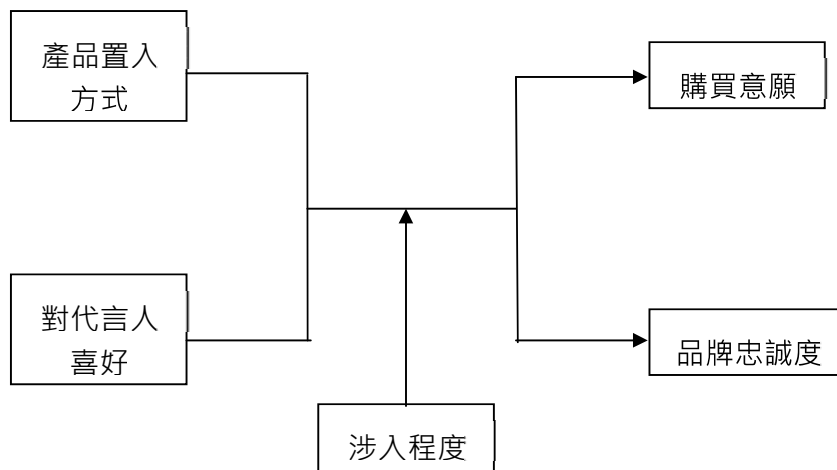 產品置入
方式
購買意願
對代言人
喜好
品牌忠誠度
涉入程度